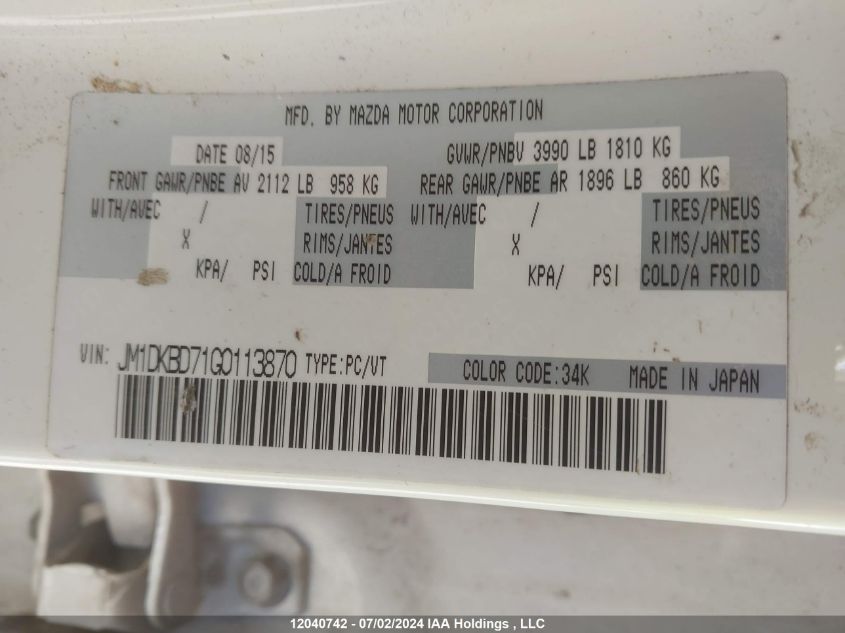 MFD. BY MAZDA MOTOR CORPORATION
DATE 08/15 GVWR/PNBV 3990 LB 1810 KG
FRONT GAWR/PNBE AV 2112 LB 958 KG REAR GAWR/PNBE AR 1896 LB 860 KG
WITH/AVEC / TIRES/PNEUS WITH/AVEC / TIRES/PNEUS
X RIMS/JANTES X RIMS/JANTES
KPA/ PSI COLD/A FROID KPA/ PSI COLD/A FROID
VIN: JM1DKBD71G0113870 TYPE:PC/VT COLOR CODE:34K MADE IN JAPAN
12040742 - 07/02/2024 IAA Holdings , LLC